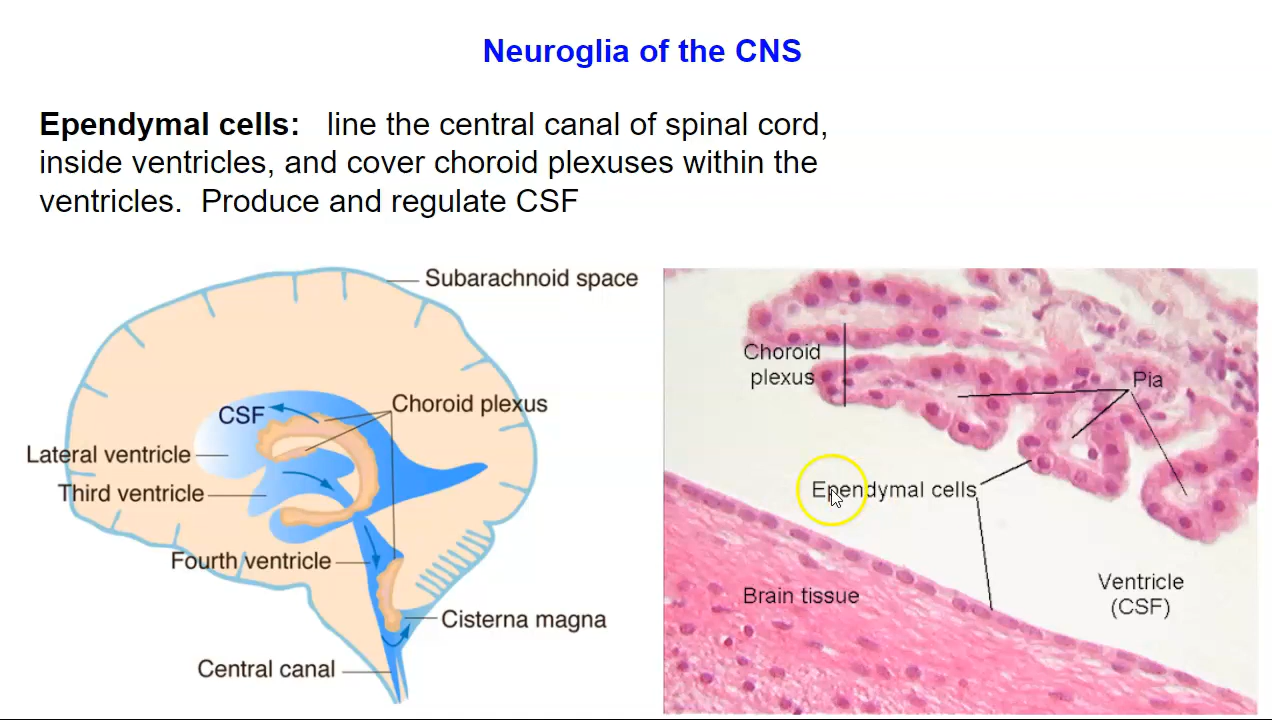 Neuroglia of the CNS
Ependymal cells: line the central canal of spinal cord,
inside ventricles, and cover choroid plexuses within the
ventricles. Produce and regulate CSF
Subarachnoid space
CSF
Choroid plexus
Lateral ventricle
Third ventricle
Fourth ventricle
Cisterna magna
Central canal
Choroid
plexus
Pia
Ependymal cells
Brain tissue
Ventricle
(CSF)